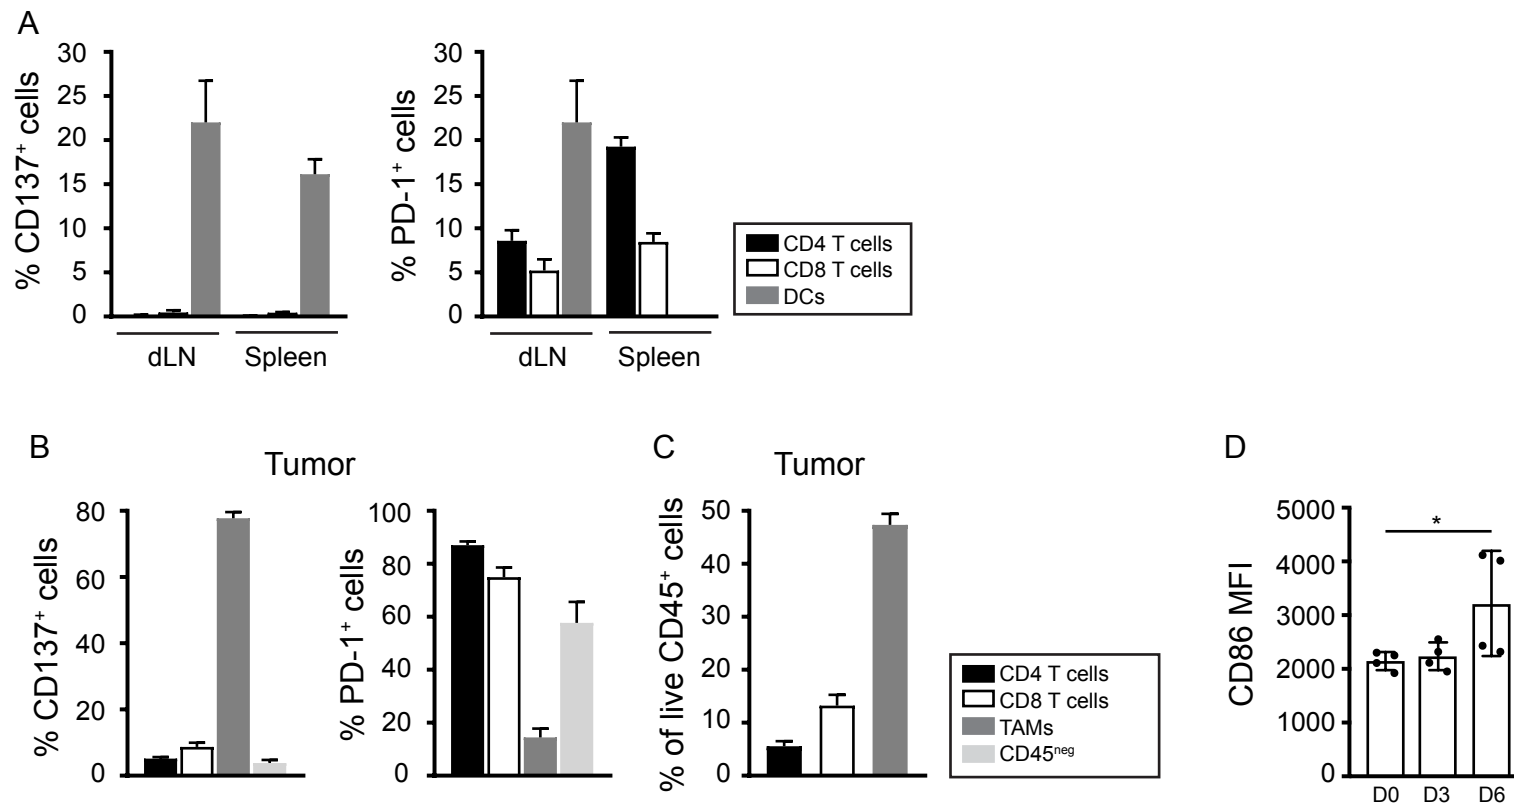 A
% CD137+ cells
30
25
20
15
10
5
0
dLN
Spleen
% PD-1+ cells
30
25
20
15
10
5
0
dLN
Spleen
CD4 T cells
CD8 T cells
DCs
B
Tumor
% CD137+ cells
80
60
40
20
0
% PD-1+ cells
100
80
60
40
20
0
C
Tumor
% of live CD45+ cells
50
40
30
20
10
0
CD4 T cells
CD8 T cells
TAMs
CD45neg
D
CD86 MFI
5000
4000
3000
2000
1000
0
*
D0 D3 D6